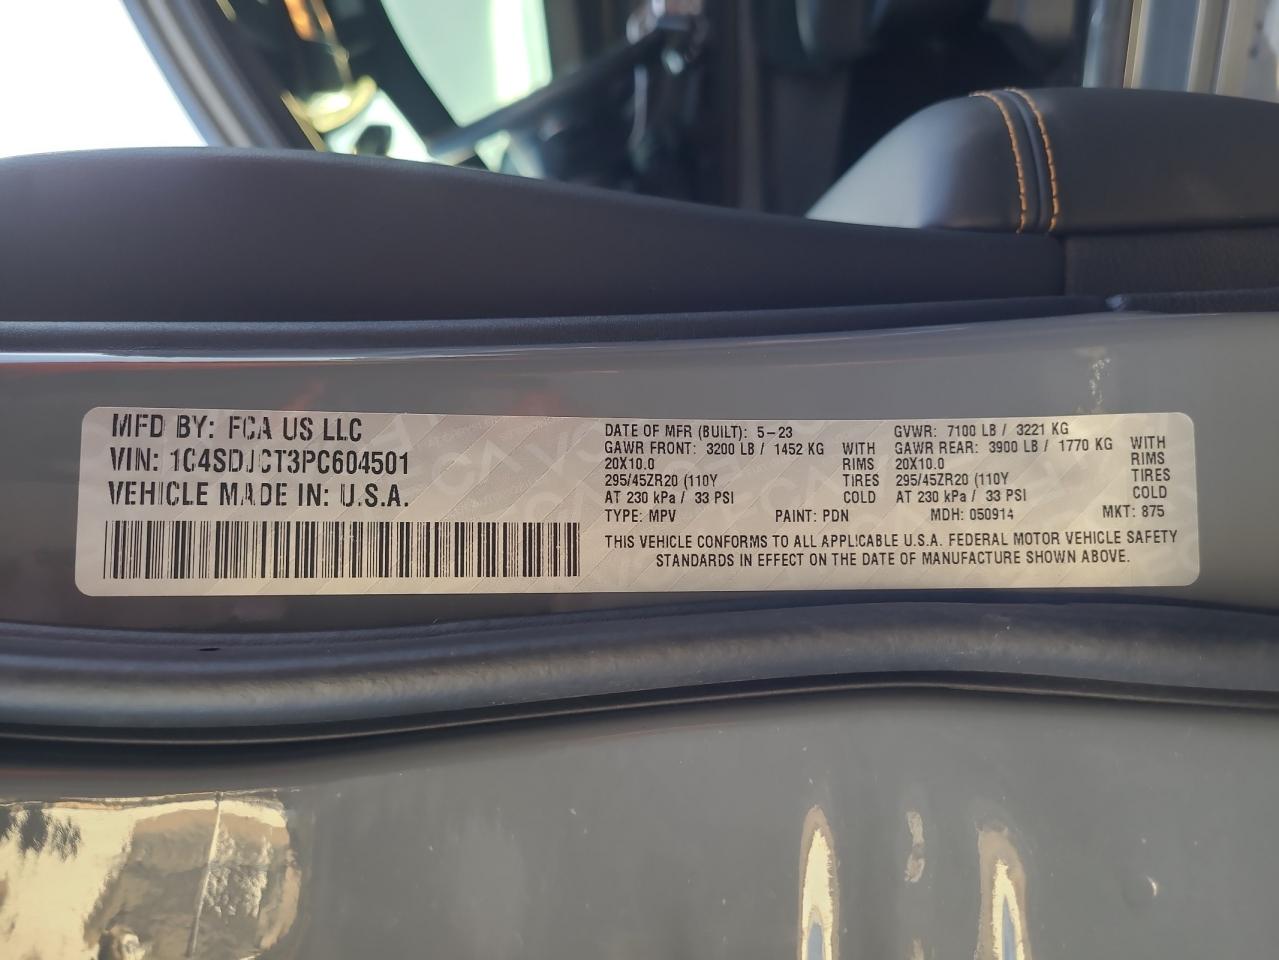 MFD BY: FCA US LLC
VIN: 1C4SDJCT3PC604501
VEHICLE MADE IN: U.S.A.
DATE OF MFR (BUILT): 5-23
GAWR FRONT: 3200 LB / 1452 KG WITH
20X10.0 RIMS
295/45ZR20 (110Y TIRES
AT 230 kPa / 33 PSI COLD
GVWR: 7100 LB / 3221 KG
GAWR REAR: 3900 LB / 1770 KG WITH
20X10.0 RIMS
295/45ZR20 (110Y TIRES
AT 230 kPa / 33 PSI COLD
TYPE: MPV PAINT: PDN MDH: 050914 MKT: 875
THIS VEHICLE CONFORMS TO ALL APPLICABLE U.S.A. FEDERAL MOTOR VEHICLE SAFETY
STANDARDS IN EFFECT ON THE DATE OF MANUFACTURE SHOWN ABOVE.